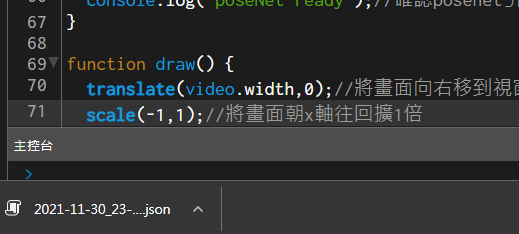 console.log("poseNet ready");//確認posenet
67 }
68
69 function draw() {
70 translate(video.width,0);//將畫面向右移到視窗
71 scale(-1,1);//將畫面朝x軸往回擴1倍
主控台
>
2021-11-30_23-....json